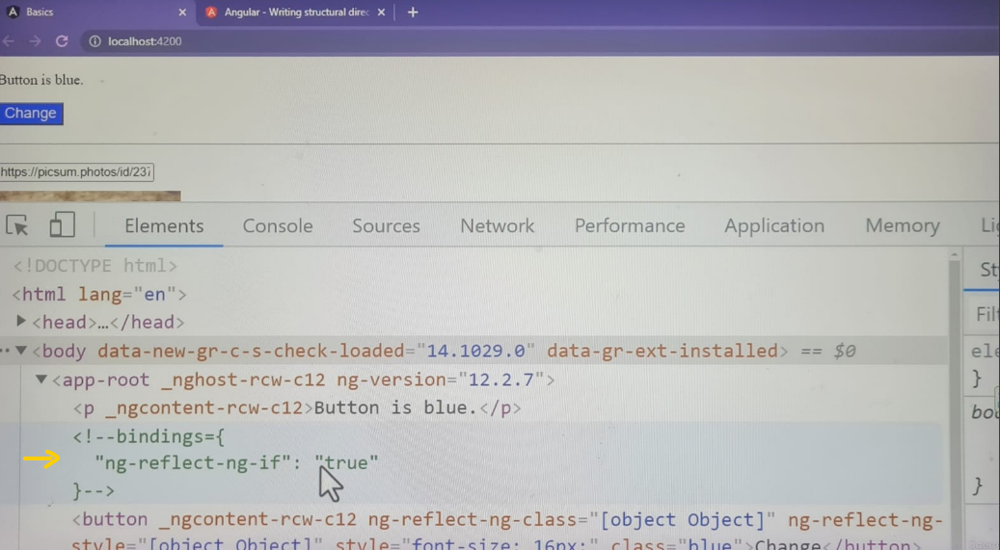 Basics
Angular - Writing structural direc
localhost:4200
Button is blue.
Change
https://picsum.photos/id/237
Elements Console Sources Network Performance Application Memory
<!DOCTYPE html>
<html lang="en">
<head>…</head>
<body data-new-gr-c-s-check-loaded="14.1029.0" data-gr-ext-installed> == $0
<app-root _nghost-rcw-c12 ng-version="12.2.7">
<p _ngcontent-rcw-c12>Button is blue.</p>
<!--bindings={
"ng-reflect-ng-if": "true"
}-->
<button _ngcontent-rcw-c12 ng-reflect-ng-class="[object Object]" ng-reflect-ng-
style="[object Object]" style="font-size: 16px;" class="blue">Change</button>
St
Filt
ele
}
bod
}